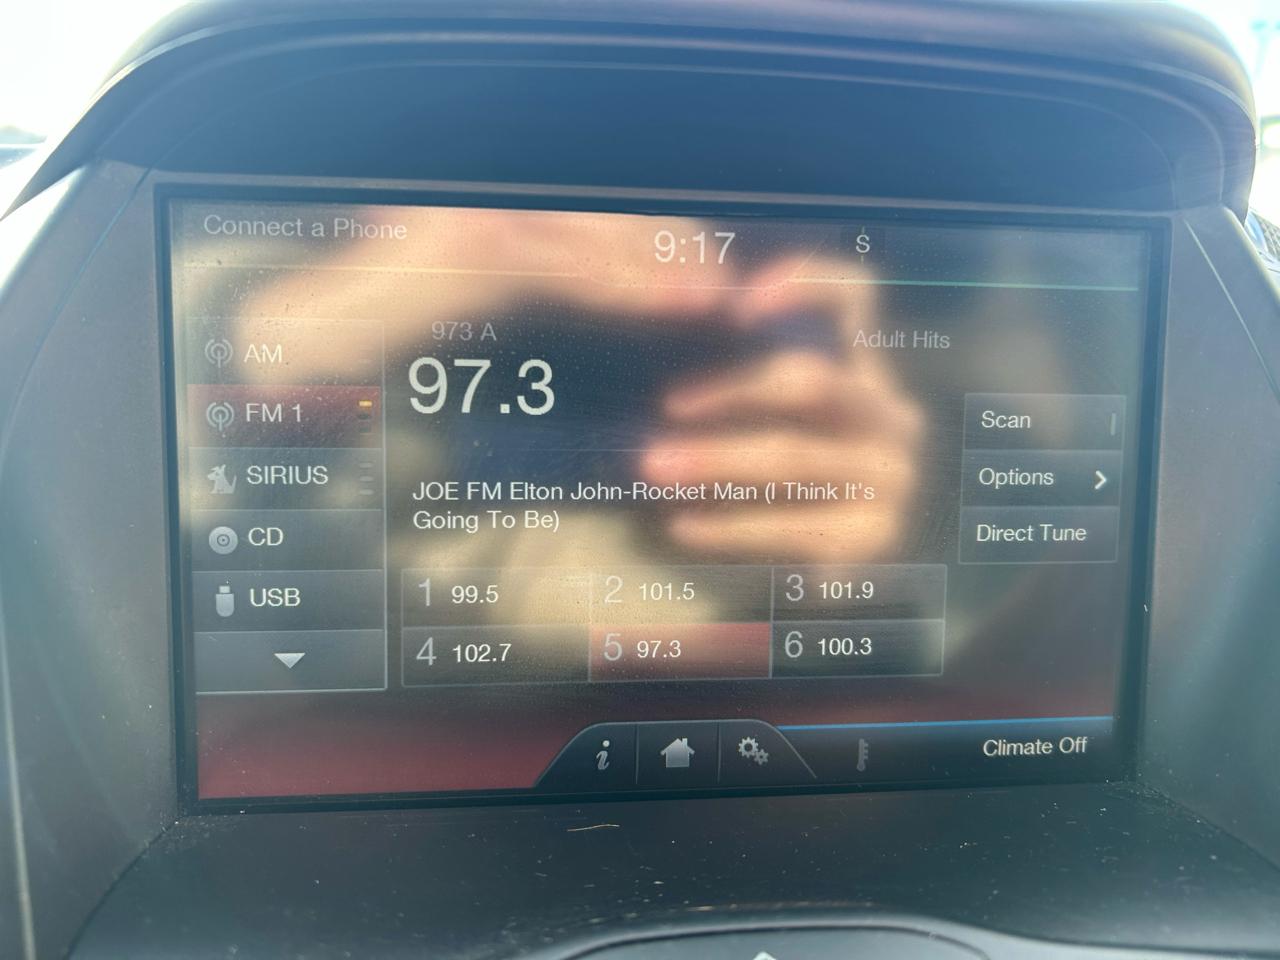 Connect a Phone
9:17
S
AM
FM 1
SIRIUS
CD
USB
973 A
97.3
Adult Hits
JOE FM Elton John-Rocket Man (I Think It's
Going To Be)
Scan
Options
Direct Tune
1 99.5
2 101.5
3 101.9
4 102.7
5 97.3
6 100.3
i
Climate Off